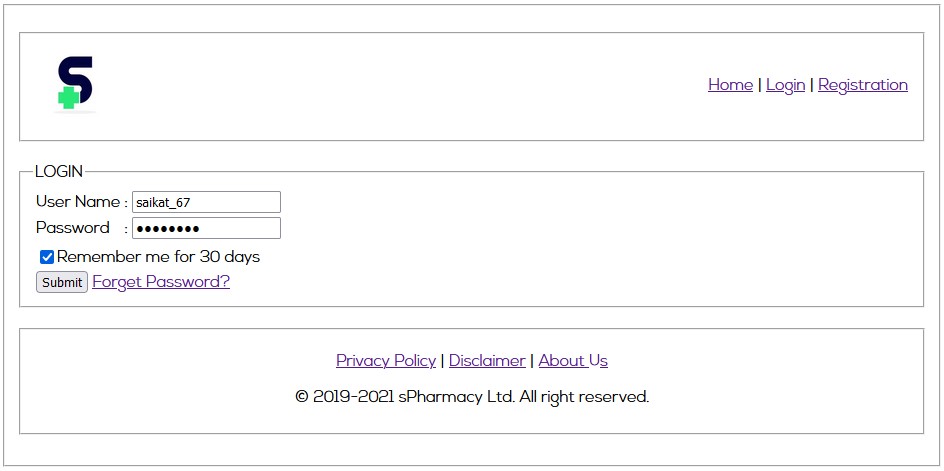 S
Home | Login | Registration
LOGIN
User Name : saikat_67
Password : ●●●●●●●●
Remember me for 30 days
Submit Forget Password?
Privacy Policy | Disclaimer | About Us
© 2019-2021 sPharmacy Ltd. All right reserved.